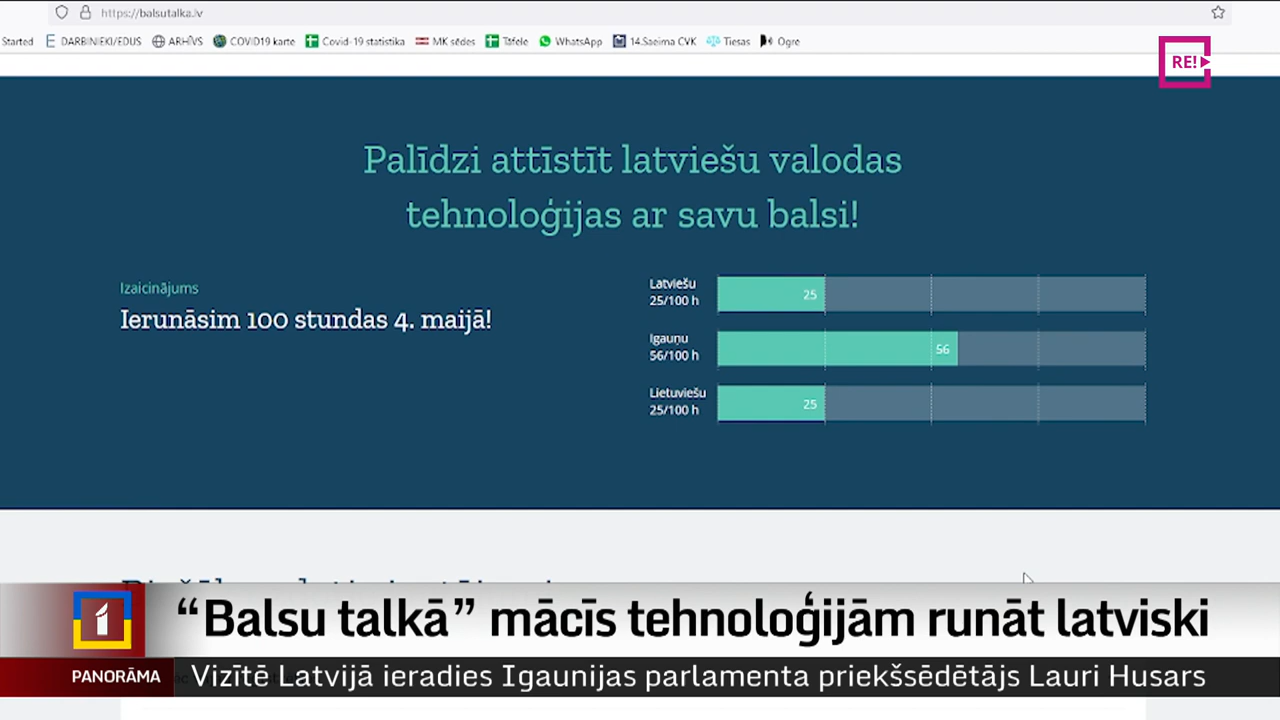 https://balsutalka.lv
Started DARBINIEKI/EDUS ARHĪVS COVID19 karte Covid-19 statistika MK sēdes Tāfele WhatsApp 14.Saeima CVK Tiesas Ogre
RE!
Palīdzi attīstīt latviešu valodas
tehnoloģijas ar savu balsi!
Izaicinājums
Ierunāsim 100 stundas 4. maijā!
Latviešu
25/100 h
25
Igauņu
56/100 h
56
Lietuviešu
25/100 h
25
1
“Balsu talkā” mācīs tehnoloģijām runāt latviski
PANORĀMA
Vizītē Latvijā ieradies Igaunijas parlamenta priekšsēdētājs Lauri Husars